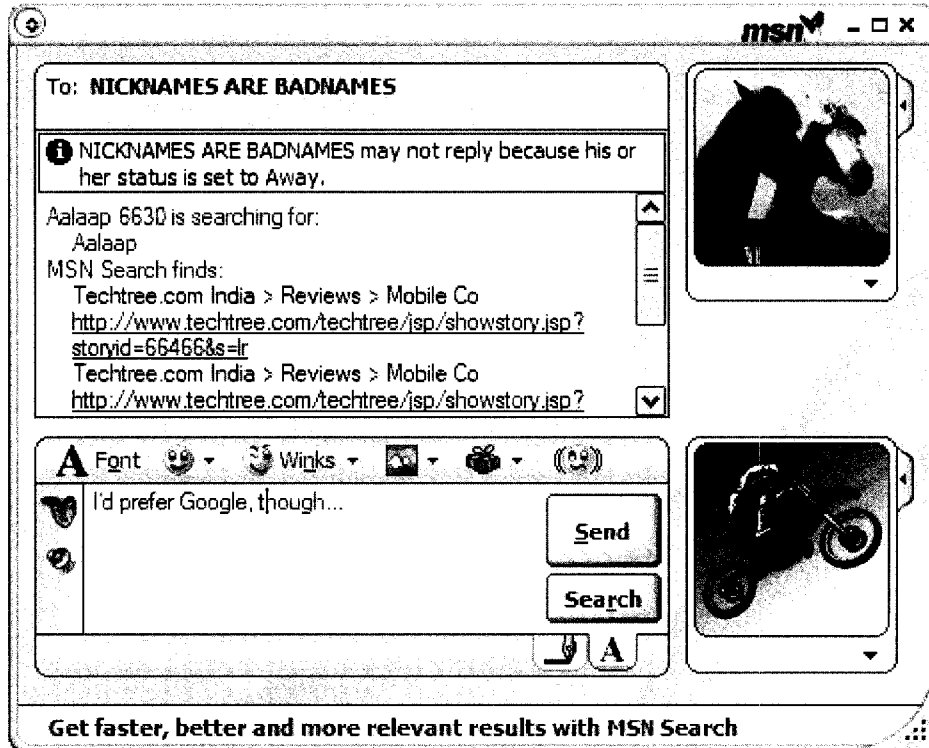 msn
To: NICKNAMES ARE BADNAMES
NICKNAMES ARE BADNAMES may not reply because his or
her status is set to Away.
Aalaap 6630 is searching for:
Aalaap
MSN Search finds:
Techtree.com India > Reviews > Mobile Co
http://www.techtree.com/techtree/jsp/showstory.jsp?
storyid=66466&s=lr
Techtree.com India > Reviews > Mobile Co
http://www.techtree.com/techtree/jsp/showstory.jsp?
A Font Winks
I'd prefer Google, though...
Send
Search
A
Get faster, better and more relevant results with MSN Search